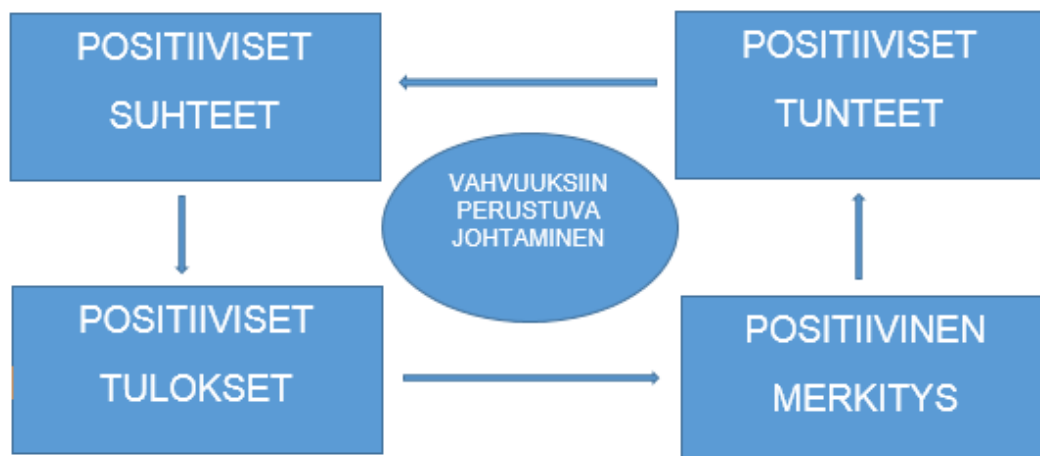 POSITIIVISET
SUHTEET
POSITIIVISET
TUNTEET
VAHVUUKSIIN
PERUSTUVA
JOHTAMINEN
POSITIIVISET
TULOKSET
POSITIIVINEN
MERKITYS